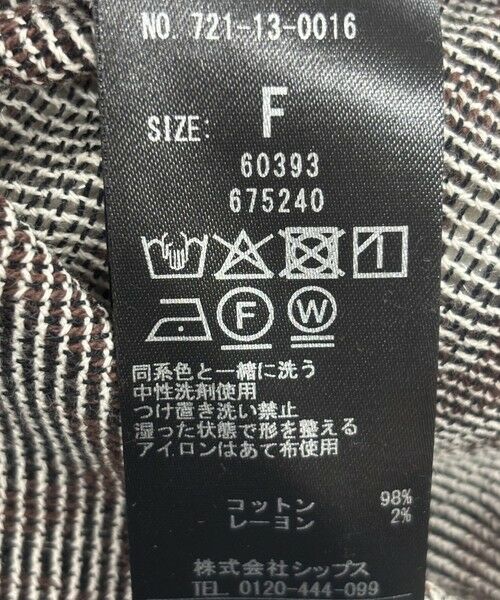 NO. 721-13-0016
SIZE: F
60393
675240
F W
同系色と一緒に洗う
中性洗剤使用
つけ置き洗い禁止
湿った状態で形を整える
アイロンはあて布使用
コットン 98%
レーヨン 2%
株式会社シップス
TEL 0120-444-099